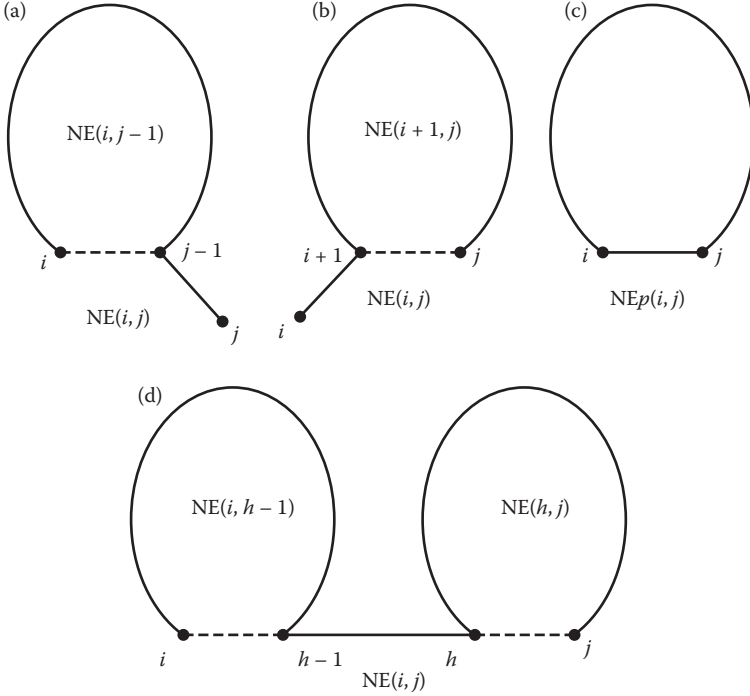 (a)
NE(i, j – 1)
i
j – 1
NE(i, j)
j
(b)
NE(i + 1, j)
i + 1
j
NE(i, j)
i
(c)
i
j
NEp(i, j)
(d)
NE(i, h – 1)
NE(h, j)
i
h – 1
h
j
NE(i, j)